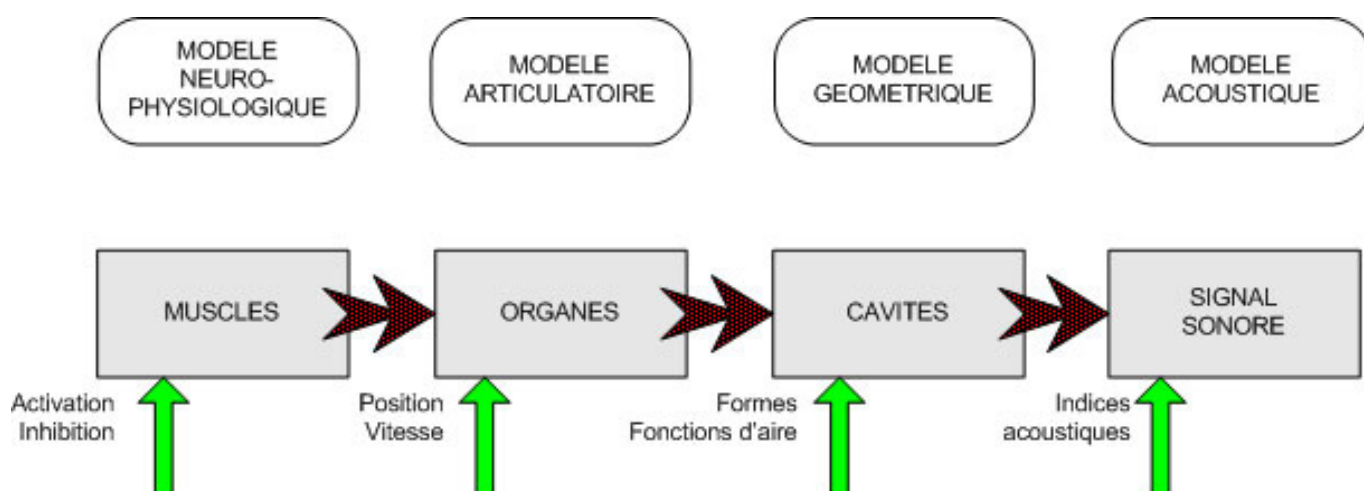 MODELE
NEURO-
PHYSIOLOGIQUE
MODELE
ARTICULATOIRE
MODELE
GEOMETRIQUE
MODELE
ACOUSTIQUE
MUSCLES
ORGANES
CAVITES
SIGNAL
SONORE
Activation
Inhibition
Position
Vitesse
Formes
Fonctions d'aire
Indices
acoustiques